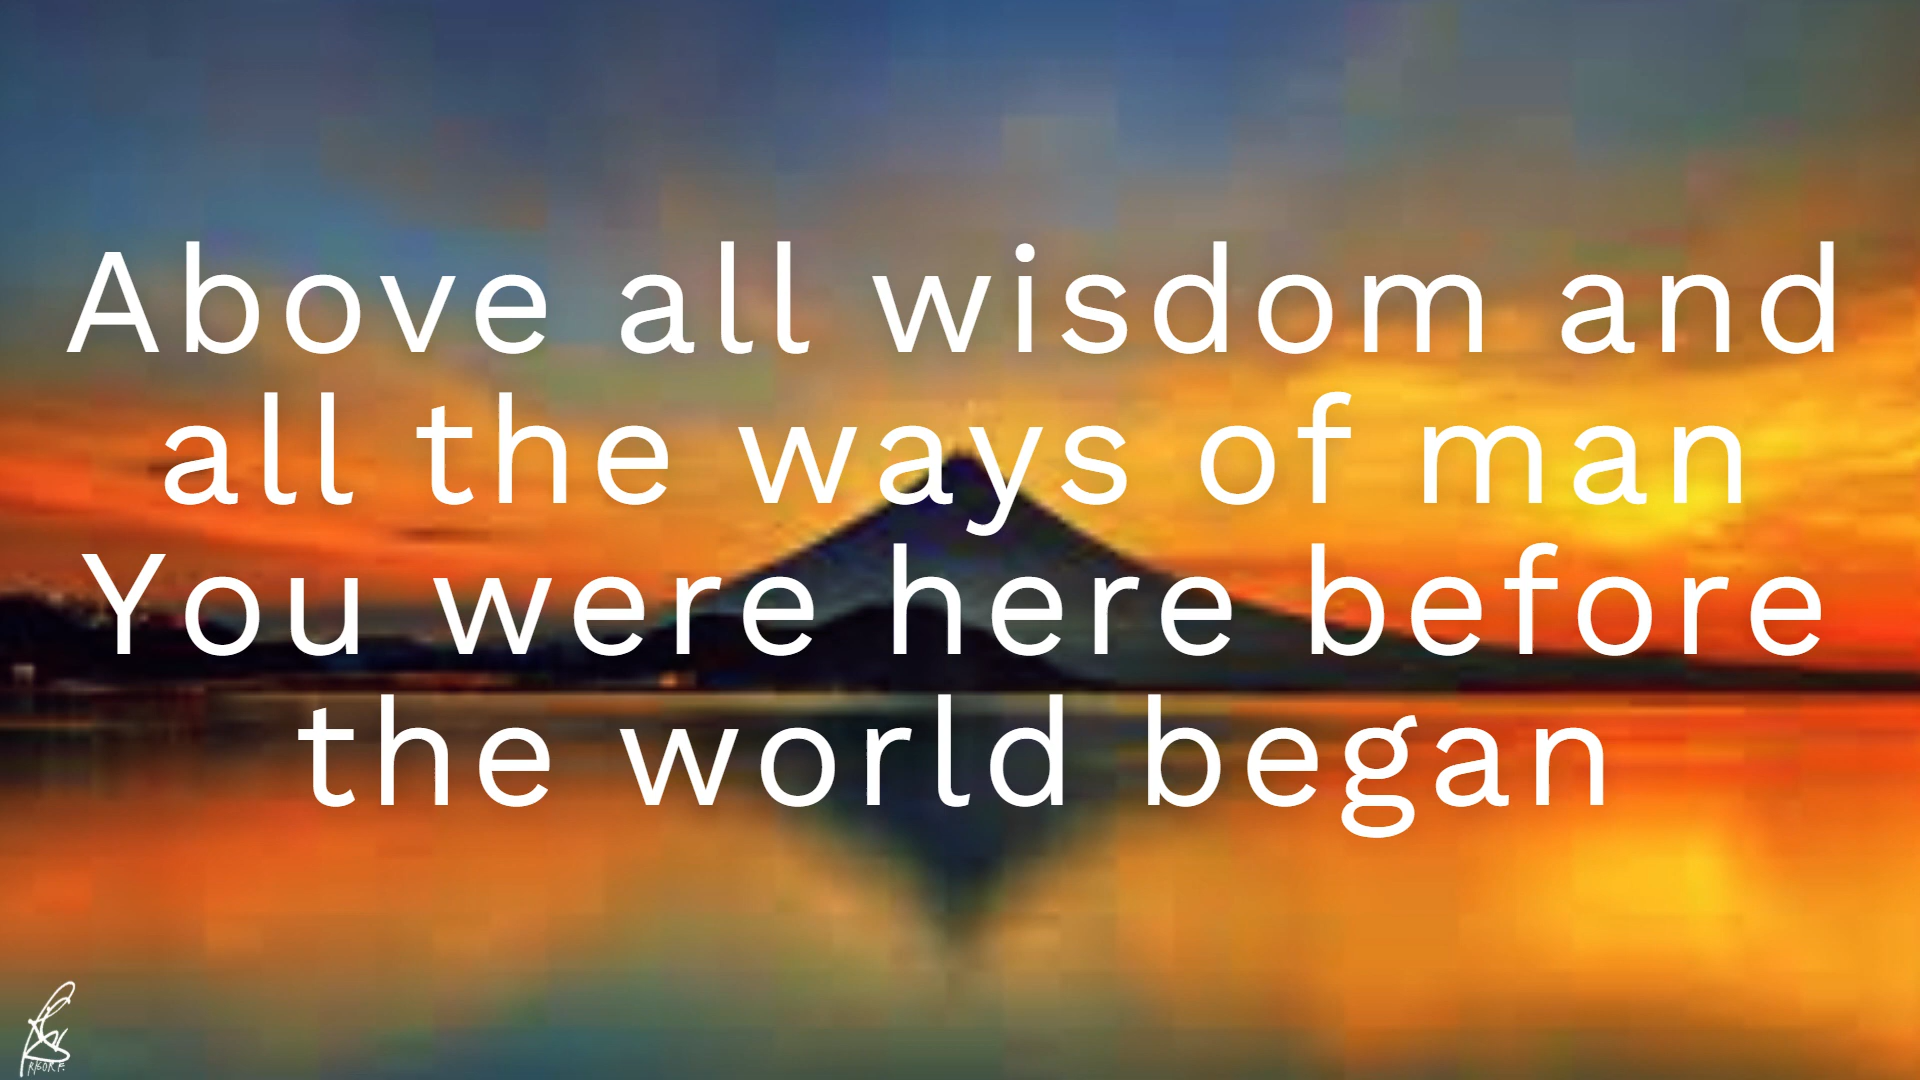 Above all wisdom and
all the ways of man
You were here before
the world began